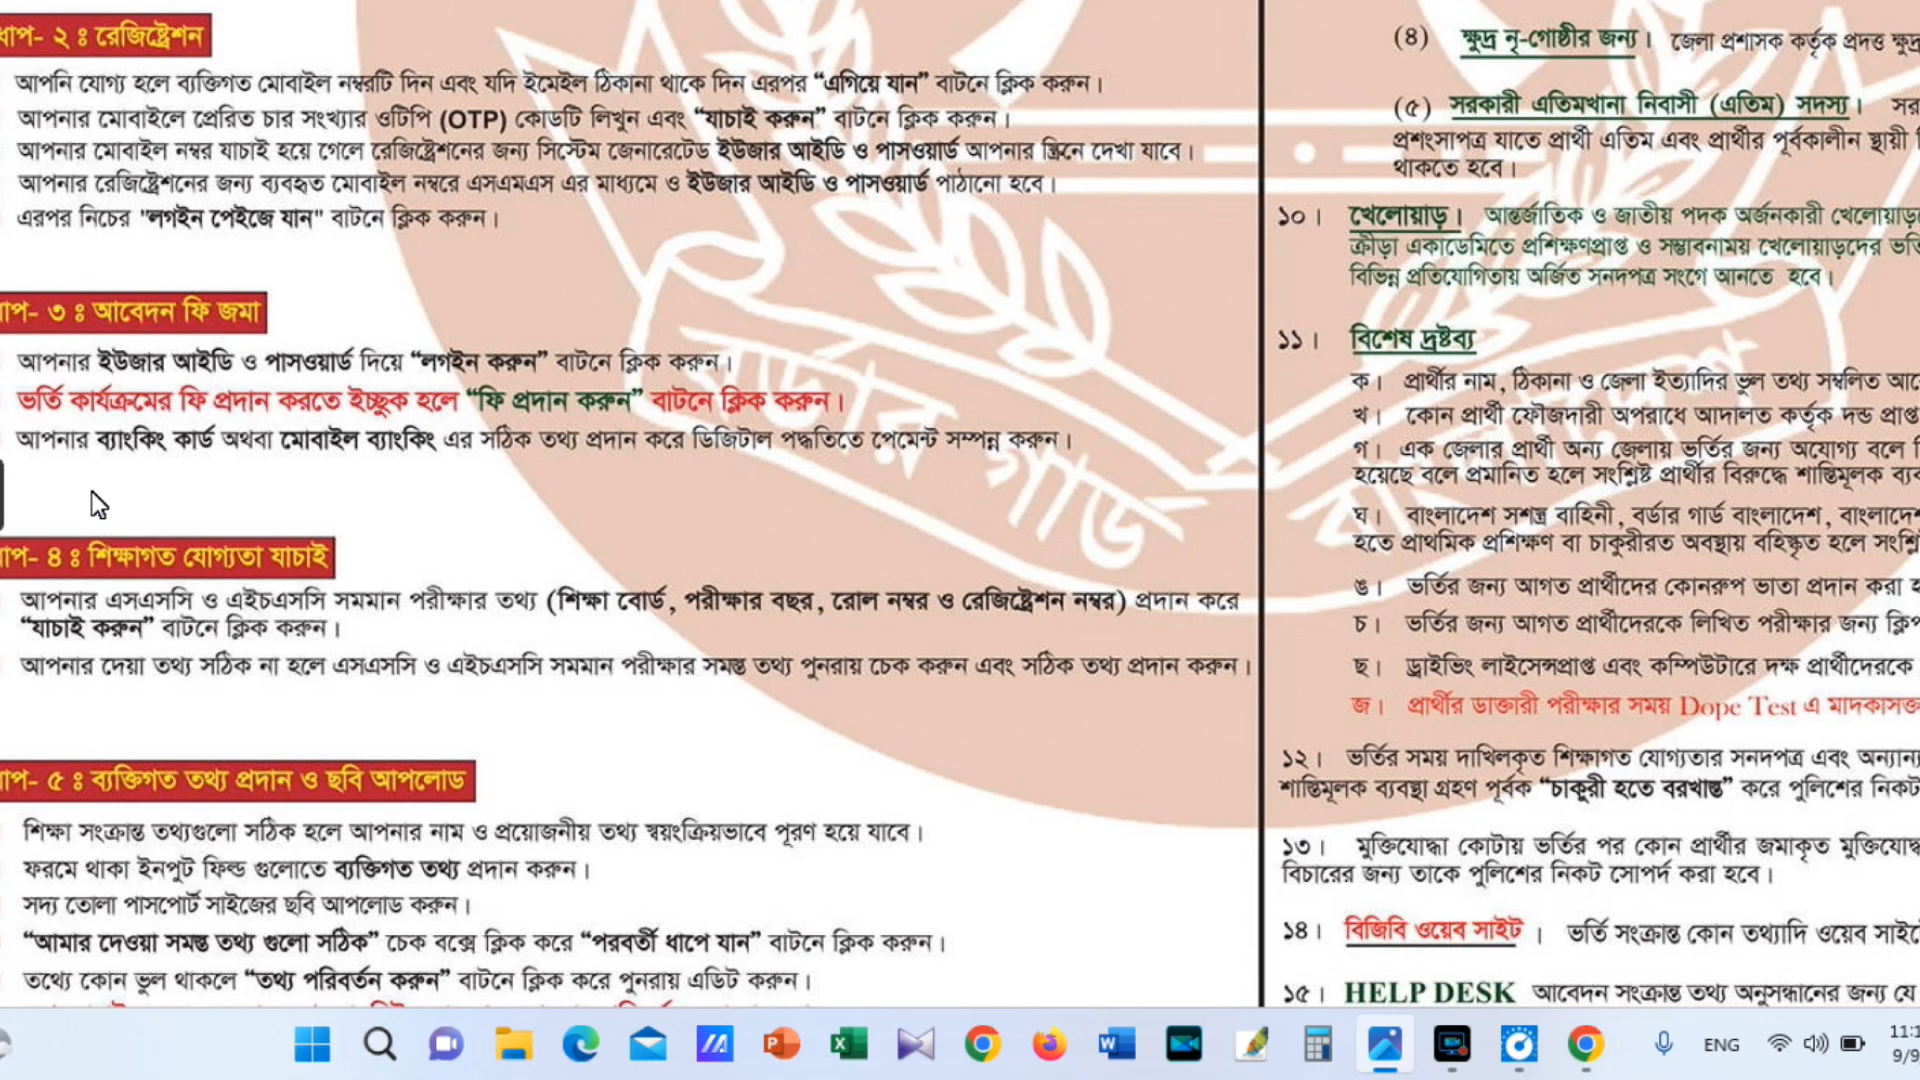 ধাপ- ২ ঃ রেজিষ্ট্রেশন
আপনি যোগ্য হলে ব্যক্তিগত মোবাইল নম্বরটি দিন এবং যদি ইমেইল ঠিকানা থাকে দিন এরপর “এগিয়ে যান” বাটনে ক্লিক করুন।
আপনার মোবাইলে প্রেরিত চার সংখ্যার ওটিপি (OTP) কোডটি লিখুন এবং “যাচাই করুন” বাটনে ক্লিক করুন।
আপনার মোবাইল নম্বর যাচাই হয়ে গেলে রেজিষ্ট্রেশনের জন্য সিস্টেম জেনারেটেড ইউজার আইডি ও পাসওয়ার্ড আপনার স্ক্রিনে দেখা যাবে।
আপনার রেজিষ্ট্রেশনের জন্য ব্যবহৃত মোবাইল নম্বরে এসএমএস এর মাধ্যমে ও ইউজার আইডি ও পাসওয়ার্ড পাঠানো হবে।
এরপর নিচের "লগইন পেইজে যান" বাটনে ক্লিক করুন।
ধাপ- ৩ ঃ আবেদন ফি জমা
আপনার ইউজার আইডি ও পাসওয়ার্ড দিয়ে “লগইন করুন” বাটনে ক্লিক করুন।
ভর্তি কার্যক্রমের ফি প্রদান করতে ইচ্ছুক হলে “ফি প্রদান করুন” বাটনে ক্লিক করুন।
আপনার ব্যাংকিং কার্ড অথবা মোবাইল ব্যাংকিং এর সঠিক তথ্য প্রদান করে ডিজিটাল পদ্ধতিতে পেমেন্ট সম্পন্ন করুন।
ধাপ- ৪ ঃ শিক্ষাগত যোগ্যতা যাচাই
আপনার এসএসসি ও এইচএসসি সমমান পরীক্ষার তথ্য (শিক্ষা বোর্ড, পরীক্ষার বছর, রোল নম্বর ও রেজিষ্ট্রেশন নম্বর) প্রদান করে
“যাচাই করুন” বাটনে ক্লিক করুন।
আপনার দেয়া তথ্য সঠিক না হলে এসএসসি ও এইচএসসি সমমান পরীক্ষার সমস্ত তথ্য পুনরায় চেক করুন এবং সঠিক তথ্য প্রদান করুন।
ধাপ- ৫ ঃ ব্যক্তিগত তথ্য প্রদান ও ছবি আপলোড
শিক্ষা সংক্রান্ত তথ্যগুলো সঠিক হলে আপনার নাম ও প্রয়োজনীয় তথ্য স্বয়ংক্রিয়ভাবে পূরণ হয়ে যাবে।
ফরমে থাকা ইনপুট ফিল্ড গুলোতে ব্যক্তিগত তথ্য প্রদান করুন।
সদ্য তোলা পাসপোর্ট সাইজের ছবি আপলোড করুন।
“আমার দেওয়া সমস্ত তথ্য গুলো সঠিক” চেক বক্সে ক্লিক করে “পরবর্তী ধাপে যান” বাটনে ক্লিক করুন।
তথ্যে কোন ভুল থাকলে “তথ্য পরিবর্তন করুন” বাটনে ক্লিক করে পুনরায় এডিট করুন।
বর্ডার গার্ড বাংলাদেশ
(৪) ক্ষুদ্র নৃ-গোষ্ঠীর জন্য। জেলা প্রশাসক কর্তৃক প্রদত্ত ক্ষুদ্র
(৫) সরকারী এতিমখানা নিবাসী (এতিম) সদস্য।
প্রশংসাপত্র যাতে প্রার্থী এতিম এবং প্রার্থীর পূর্বকালীন স্থায়ী
থাকতে হবে।
১০। খেলোয়াড়। আন্তর্জাতিক ও জাতীয় পদক অর্জনকারী খেলোয়াড়
ক্রীড়া একাডেমিতে প্রশিক্ষণপ্রাপ্ত ও সম্ভাবনাময় খেলোয়াড়দের
বিভিন্ন প্রতিযোগিতায় অর্জিত সনদপত্র সংগে আনতে হবে।
১১। বিশেষ দ্রষ্টব্য
ক। প্রার্থীর নাম, ঠিকানা ও জেলা ইত্যাদির ভুল তথ্য সম্বলিত
খ। কোন প্রার্থী ফৌজদারী অপরাধে আদালত কর্তৃক দন্ড প্রাপ্ত
গ। এক জেলার প্রার্থী অন্য জেলায় ভর্তির জন্য অযোগ্য বলে
হয়েছে বলে প্রমানিত হলে সংশ্লিষ্ট প্রার্থীর বিরুদ্ধে শাস্তিমূলক
ঘ। বাংলাদেশ সশস্ত্র বাহিনী, বর্ডার গার্ড বাংলাদেশ, বাংলাদেশ
হতে প্রাথমিক প্রশিক্ষণ বা চাকুরীরত অবস্থায় বহিষ্কৃত হলে
ঙ। ভর্তির জন্য আগত প্রার্থীদের কোনরুপ ভাতা প্রদান করা
চ। ভর্তির জন্য আগত প্রার্থীদেরকে লিখিত পরীক্ষার জন্য
ছ। ড্রাইভিং লাইসেন্সপ্রাপ্ত এবং কম্পিউটারে দক্ষ প্রার্থীদেরকে
জ। প্রার্থীর ডাক্তারী পরীক্ষার সময় Dope Test এ মাদকাসক্ত
১২। ভর্তির সময় দাখিলকৃত শিক্ষাগত যোগ্যতার সনদপত্র এবং অন্যান্য
শাস্তিমূলক ব্যবস্থা গ্রহণ পূর্বক “চাকুরী হতে বরখাস্ত” করে পুলিশের নিকট
১৩। মুক্তিযোদ্ধা কোটায় ভর্তির পর কোন প্রার্থীর জমাকৃত মুক্তিযোদ্ধা
বিচারের জন্য তাকে পুলিশের নিকট সোপর্দ করা হবে।
১৪। বিজিবি ওয়েব সাইট। ভর্তি সংক্রান্ত কোন তথ্যাদি ওয়েব
১৫। HELP DESK আবেদন সংক্রান্ত তথ্য অনুসন্ধানের জন্য যে
ENG